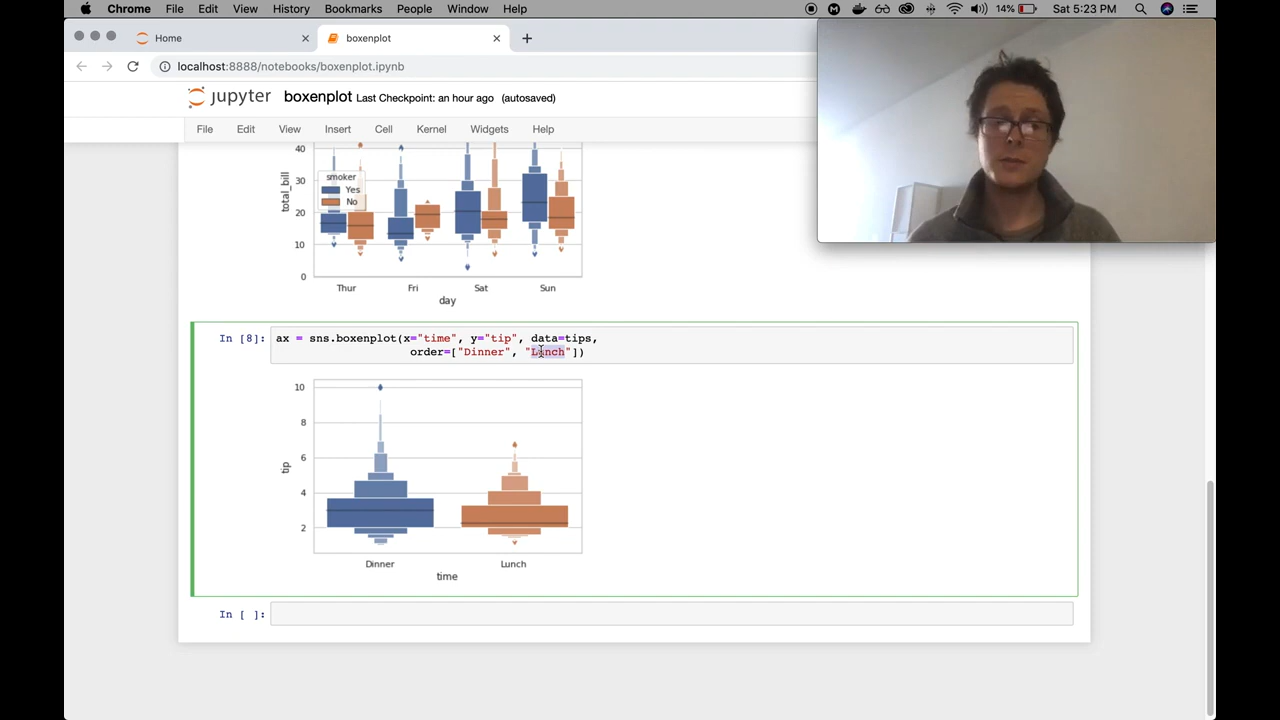 Chrome File Edit View History Bookmarks People Window Help 14% Sat 5:23 PM
Home boxenplot
localhost:8888/notebooks/boxenplot.ipynb
jupyter boxenplot Last Checkpoint: an hour ago (autosaved)
File Edit View Insert Cell Kernel Widgets Help
40
30
20
10
0
total_bill
smoker
Yes
No
Thur Fri Sat Sun
day
In [8]: ax = sns.boxenplot(x="time", y="tip", data=tips,
order=["Dinner", "Lunch"])
10
8
6
4
2
tip
Dinner Lunch
time
In [ ]: